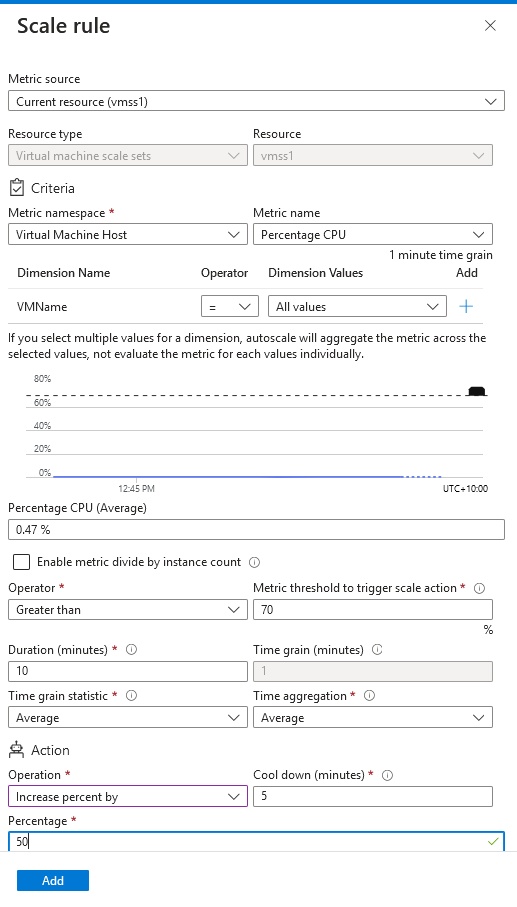 Scale rule
Metric source
Current resource (vmss1)
Resource type
Resource
Virtual machine scale sets
vmss1
Criteria
Metric namespace *
Metric name
Virtual Machine Host
Percentage CPU
1 minute time grain
Dimension Name
Operator
Dimension Values
Add
VMName
=
All values
If you select multiple values for a dimension, autoscale will aggregate the metric across the
selected values, not evaluate the metric for each values individually.
80%
60%
40%
20%
0%
12:45 PM
UTC+10:00
Percentage CPU (Average)
0.47 %
Enable metric divide by instance count
Operator *
Metric threshold to trigger scale action *
Greater than
70
%
Duration (minutes) *
Time grain (minutes)
10
1
Time grain statistic *
Time aggregation *
Average
Average
Action
Operation *
Cool down (minutes) *
Increase percent by
5
Percentage *
50
Add